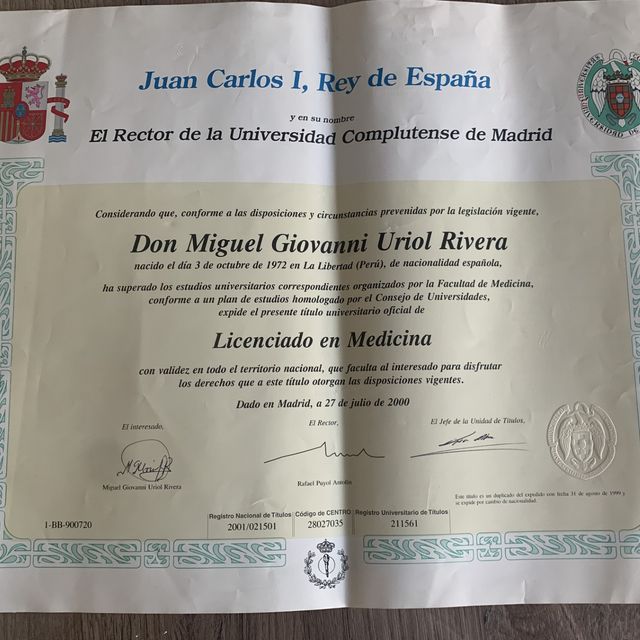 Juan Carlos I, Rey de España
y en su nombre
El Rector de la Universidad Complutense de Madrid
Considerando que, conforme a las disposiciones y circunstancias prevenidas por la legislación vigente,
Don Miguel Giovanni Uriol Rivera
nacido el día 3 de octubre de 1972 en La Libertad (Perú), de nacionalidad española,
ha superado los estudios universitarios correspondientes organizados por la Facultad de Medicina,
conforme a un plan de estudios homologado por el Consejo de Universidades,
expide el presente título universitario oficial de
Licenciado en Medicina
con validez en todo el territorio nacional, que faculta al interesado para disfrutar
los derechos que a este título otorgan las disposiciones vigentes.
Dado en Madrid, a 27 de julio de 2000
El interesado, El Rector, El Jefe de la Unidad de Títulos,
Miguel Giovanni Uriol Rivera Rafael Puyol Antolín
Este título es un duplicado del expedido con fecha 31 de agosto de 1999 y
se expide por cambio de nacionalidad.
Registro Nacional de Títulos Código de CENTRO Registro Universitario de Títulos
1-BB-900720 2001/021501 28027035 211561